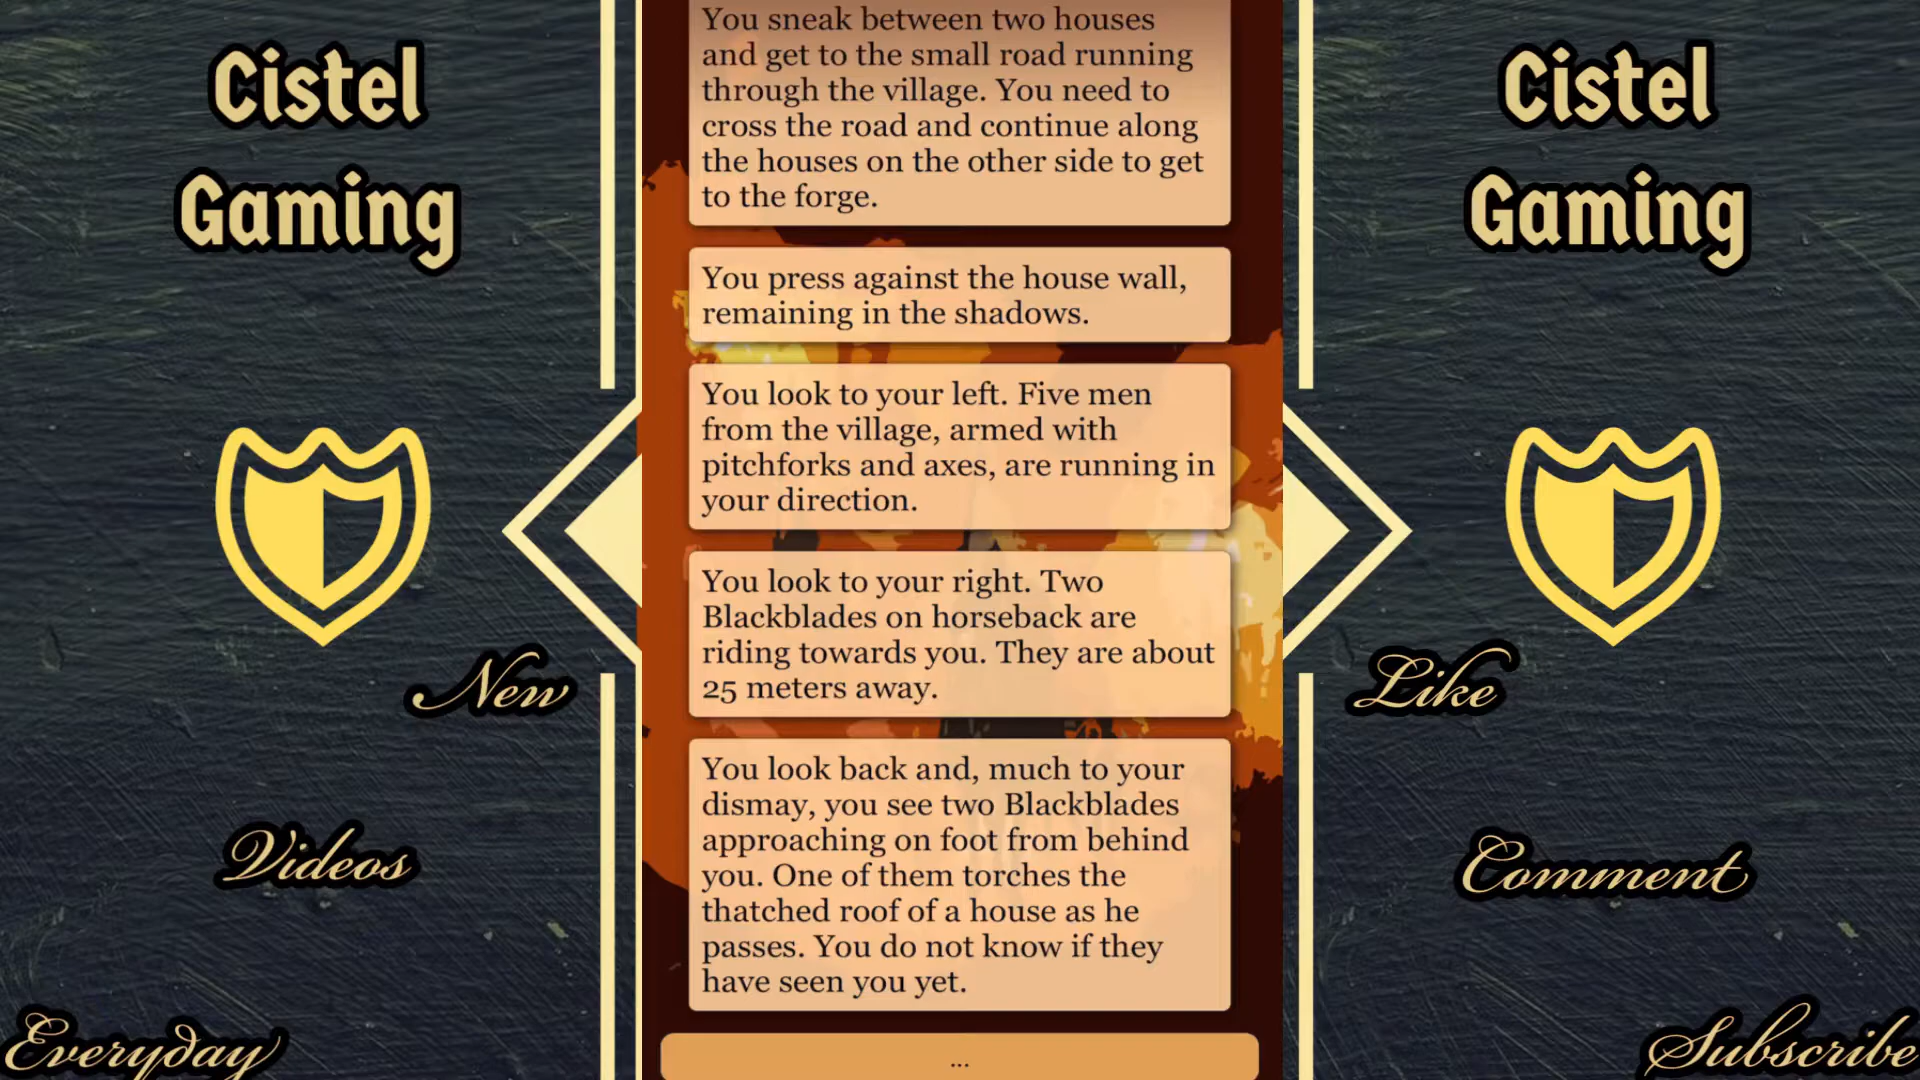 Cistel
Gaming
New
Videos
Everyday
You sneak between two houses
and get to the small road running
through the village. You need to
cross the road and continue along
the houses on the other side to get
to the forge.
You press against the house wall,
remaining in the shadows.
You look to your left. Five men
from the village, armed with
pitchforks and axes, are running in
your direction.
You look to your right. Two
Blackblades on horseback are
riding towards you. They are about
25 meters away.
You look back and, much to your
dismay, you see two Blackblades
approaching on foot from behind
you. One of them torches the
thatched roof of a house as he
passes. You do not know if they
have seen you yet.
...
Cistel
Gaming
Like
Comment
Subscribe